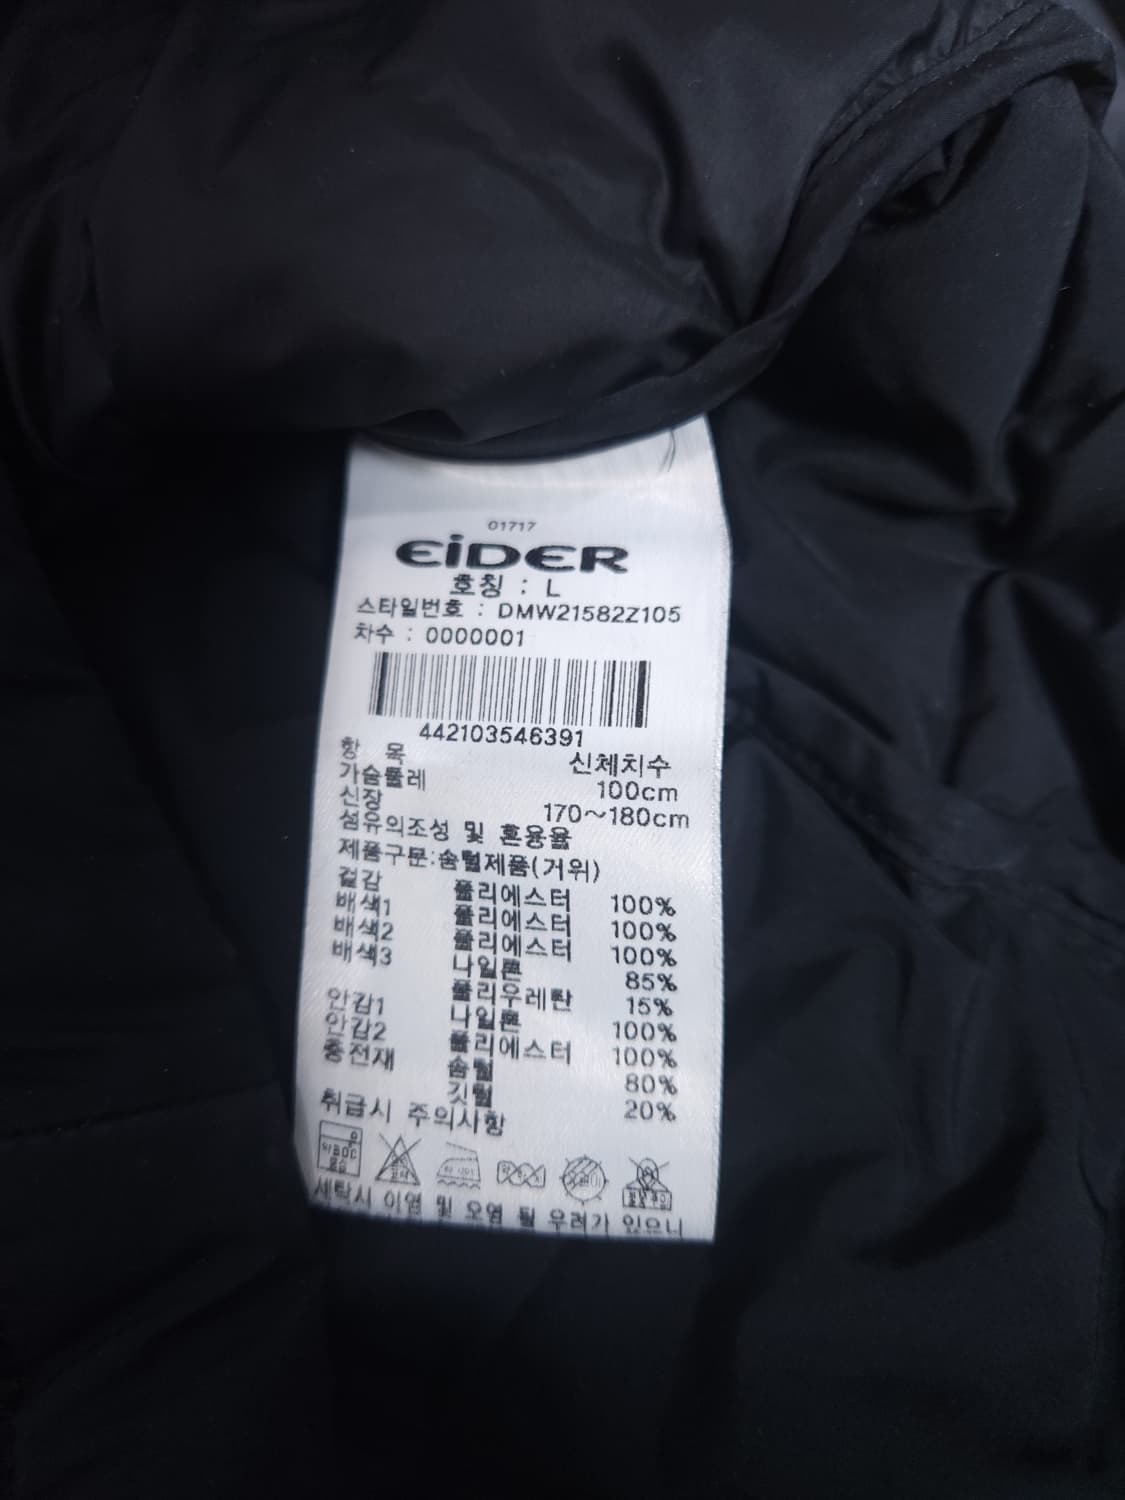 01717
EiDER
호칭 : L
스타일번호 : DMW21582Z105
차수 : 0000001
442103546391
항 목 신체치수
가슴둘레 100cm
신장 170~180cm
섬유의조성 및 혼용율
제품구분:솜털제품(거위)
겉감 폴리에스터 100%
배색1 폴리에스터 100%
배색2 폴리에스터 100%
배색3 나일론 85%
폴리우레탄 15%
안감1 나일론 100%
안감2 폴리에스터 100%
충전재 솜털 80%
깃털 20%
취급시 주의사항
세탁시 이염 및 오염 될 우려가 있으니